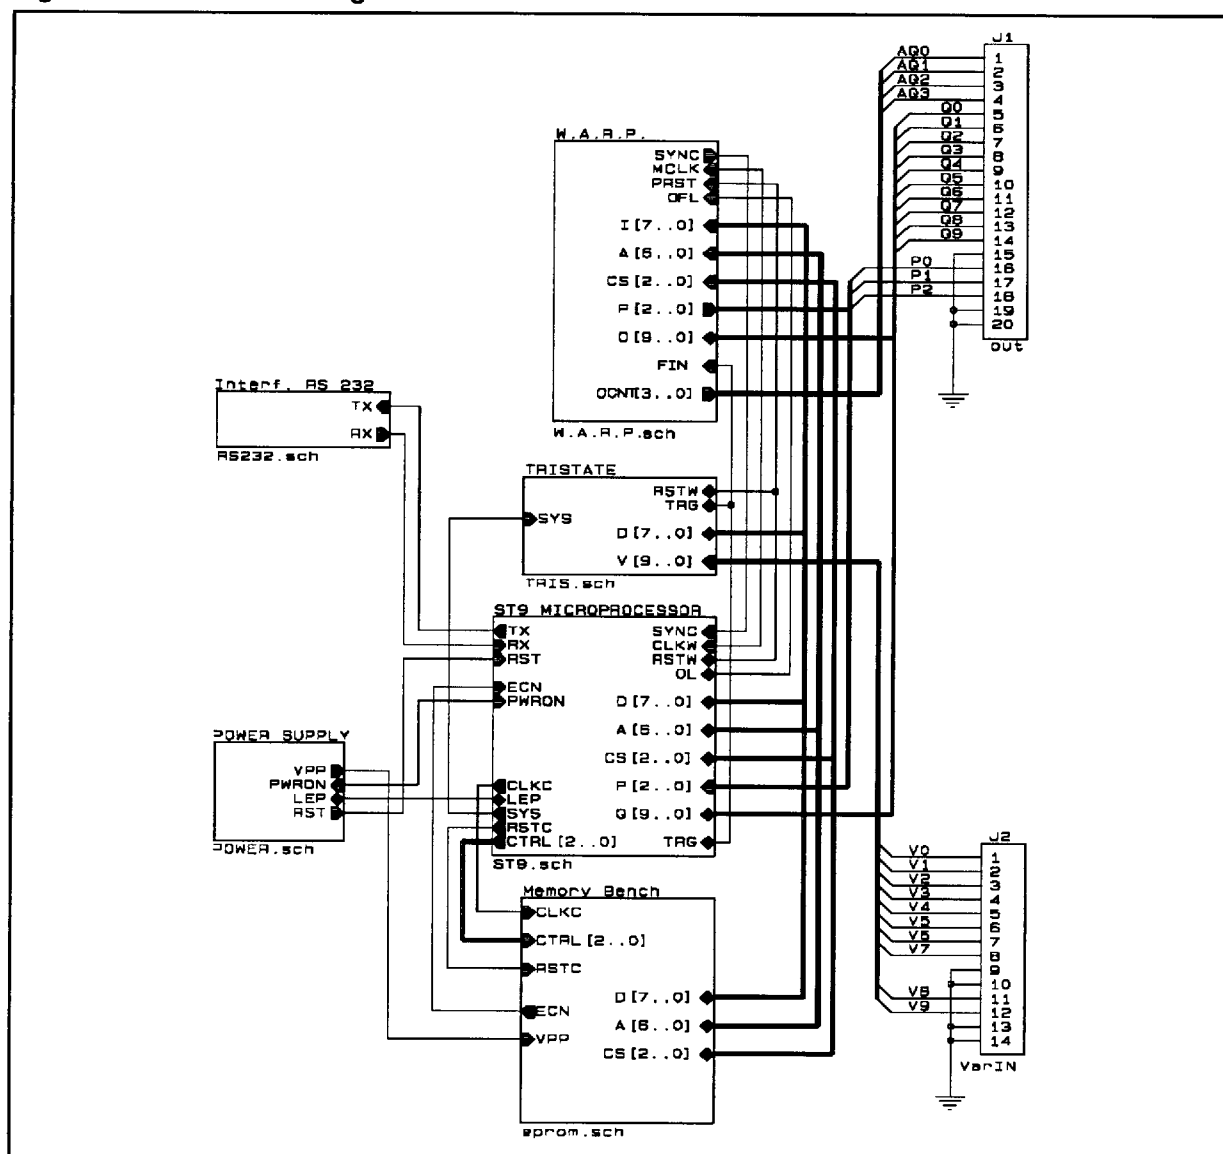 J1
AQ0 1
AQ1 2
AQ2 3
AQ3 4
Q0 5
Q1 6
Q2 7
Q3 8
Q4 9
Q5 10
Q6 11
Q7 12
Q8 13
Q9 14
15
P0 16
P1 17
P2 18
19
20
out
W.A.R.P.
SYNC
MCLK
PRST
OFL
I[7..0]
A[6..0]
CS[2..0]
P[2..0]
O[9..0]
FIN
OCNT[3..0]
W.A.R.P.sch
Interf. RS 232
TX
RX
RS232.sch
TRISTATE
RSTW
TRG
SYS
D[7..0]
V[9..0]
TRIS.sch
ST9 MICROPROCESSOR
TX SYNC
RX CLKW
RST RSTW
OL
ECN
PWRON D[7..0]
A[6..0]
CS[2..0]
CLKC P[2..0]
LEP
SYS Q[9..0]
RSTC
CTRL[2..0] TRG
ST9.sch
POWER SUPPLY
VPP
PWRON
LEP
RST
POWER.sch
Memory Bench
CLKC
CTRL[2..0]
RSTC
D[7..0]
ECN
A[6..0]
VPP
CS[2..0]
eprom.sch
J2
V0 1
V1 2
V2 3
V3 4
V4 5
V5 6
V6 7
V7 8
9
10
V8 11
V9 12
13
14
VarIN